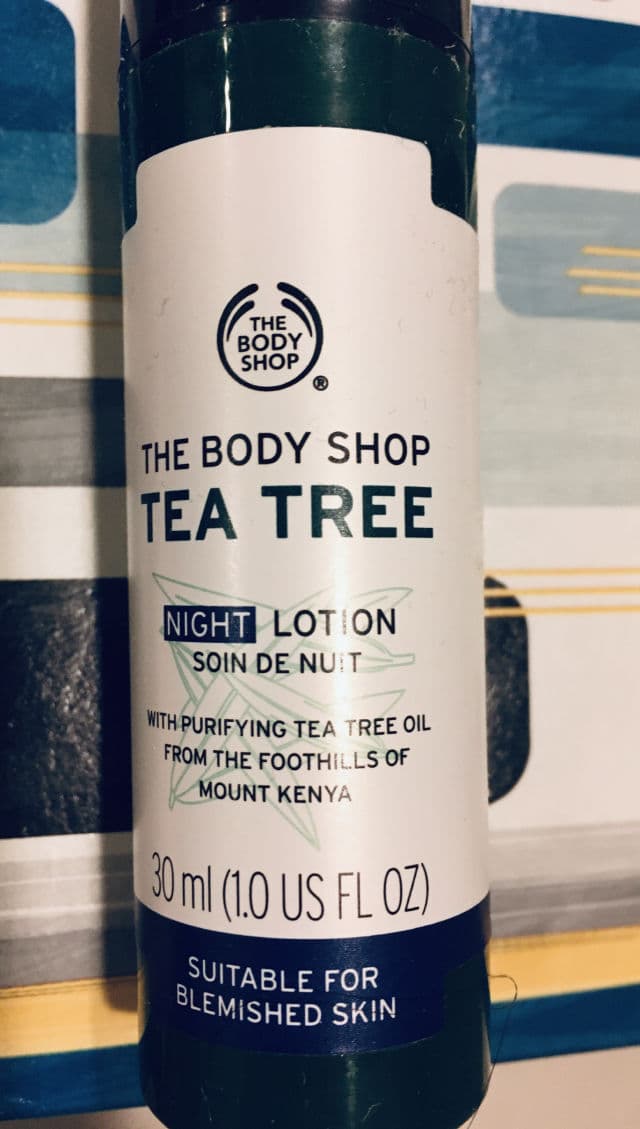 THE
BODY
SHOP
®
THE BODY SHOP
TEA TREE
NIGHT LOTION
SOIN DE NUIT
WITH PURIFYING TEA TREE OIL
FROM THE FOOTHILLS OF
MOUNT KENYA
30 ml (1.0 US FL OZ)
SUITABLE FOR
BLEMISHED SKIN